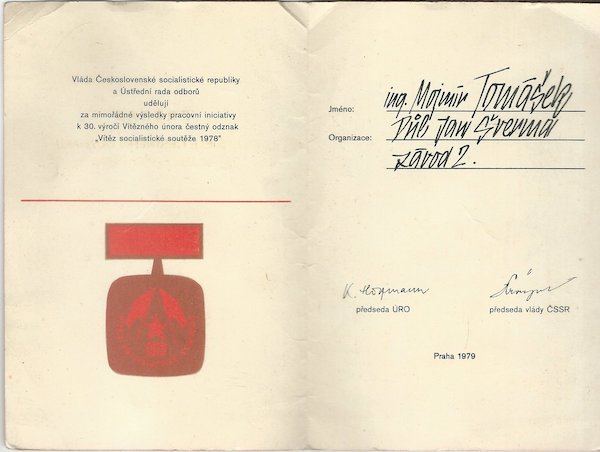 Vláda Československé socialistické republiky
a Ústřední rada odborů
udělují
za mimořádné výsledky pracovní iniciativy
k 30. výročí Vítězného února čestný odznak
„Vítěz socialistické soutěže 1978"
Jméno: ing. Mojmír Tomášek
Organizace: Důl Jan Šverma
závod 2.
K. Hoffmann
předseda ÚRO
předseda vlády ČSSR
Praha 1979